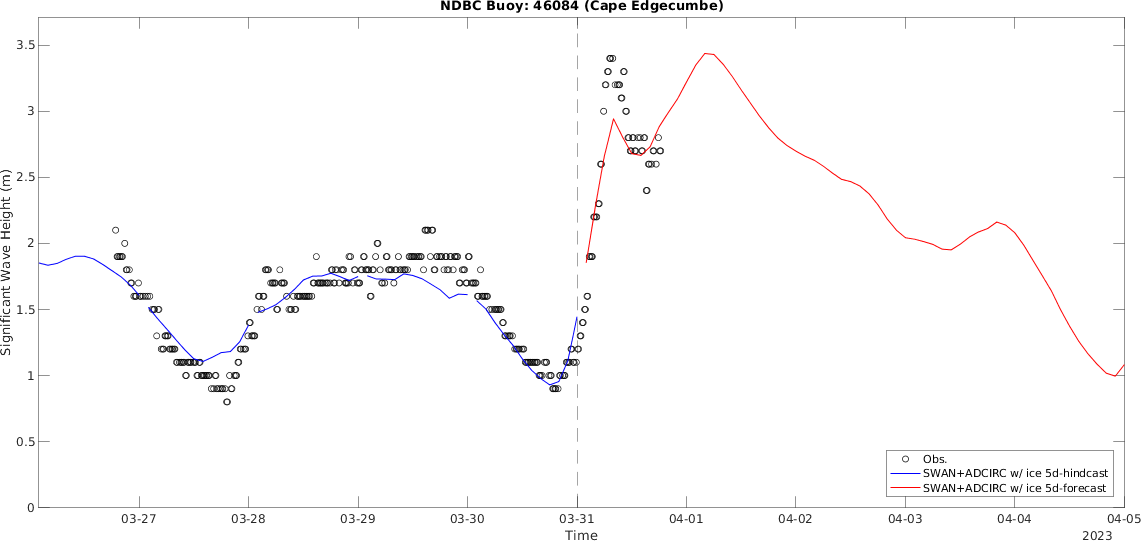 NDBC Buoy: 46084 (Cape Edgecumbe)
Significant Wave Height (m)
3.5
3
2.5
2
1.5
1
0.5
0
Obs.
SWAN+ADCIRC w/ ice 5d-hindcast
SWAN+ADCIRC w/ ice 5d-forecast
03-27 03-28 03-29 03-30 03-31 04-01 04-02 04-03 04-04 04-05
Time 2023